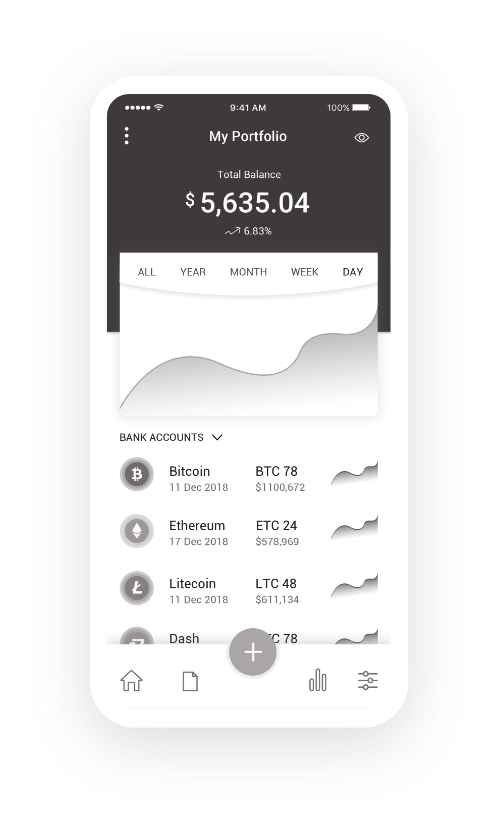 9:41 AM 100%
My Portfolio
Total Balance
$ 5,635.04
6.83%
ALL YEAR MONTH WEEK DAY
BANK ACCOUNTS
Bitcoin BTC 78
11 Dec 2018 $1100,672
Ethereum ETC 24
17 Dec 2018 $578,969
Litecoin LTC 48
11 Dec 2018 $611,134
Dash C 78